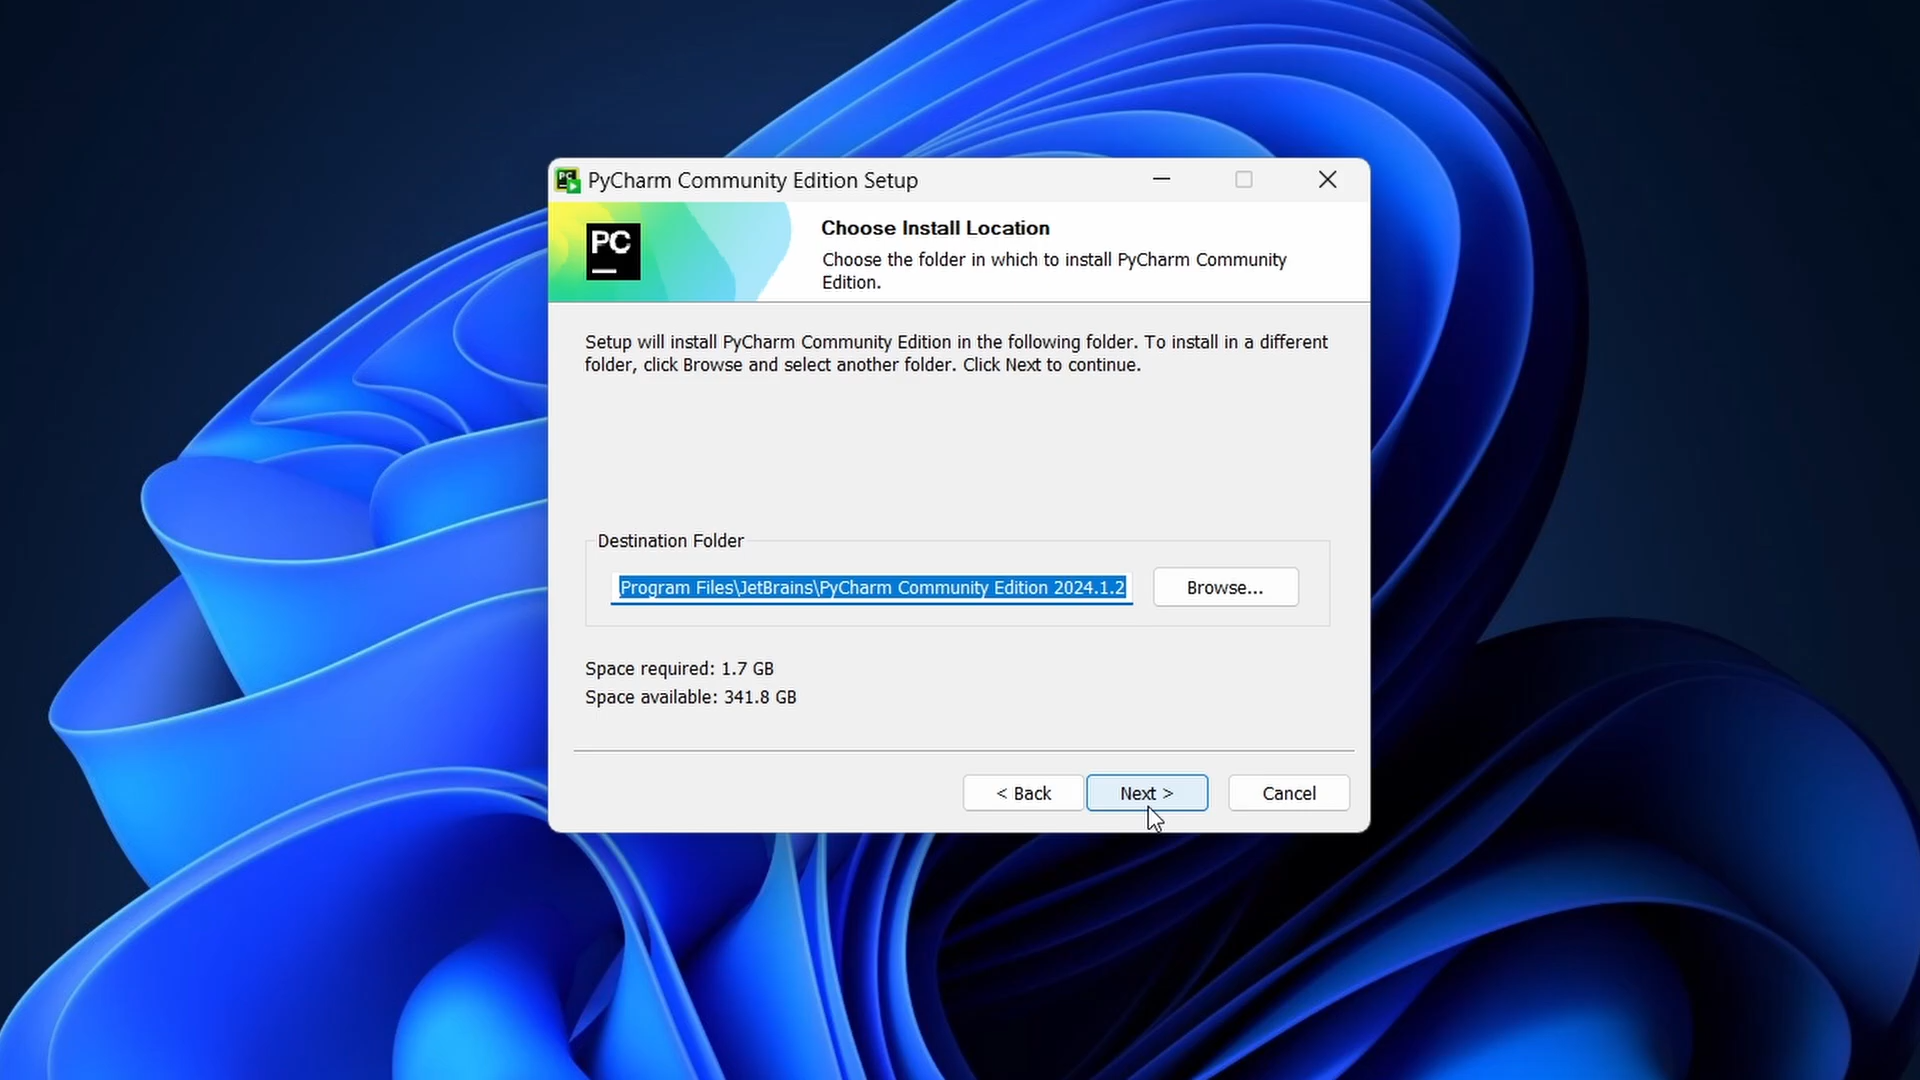 PC
PyCharm Community Edition Setup
PC
Choose Install Location
Choose the folder in which to install PyCharm Community
Edition.
Setup will install PyCharm Community Edition in the following folder. To install in a different
folder, click Browse and select another folder. Click Next to continue.
Destination Folder
Program Files\JetBrains\PyCharm Community Edition 2024.1.2
Browse...
Space required: 1.7 GB
Space available: 341.8 GB
< Back
Next >
Cancel